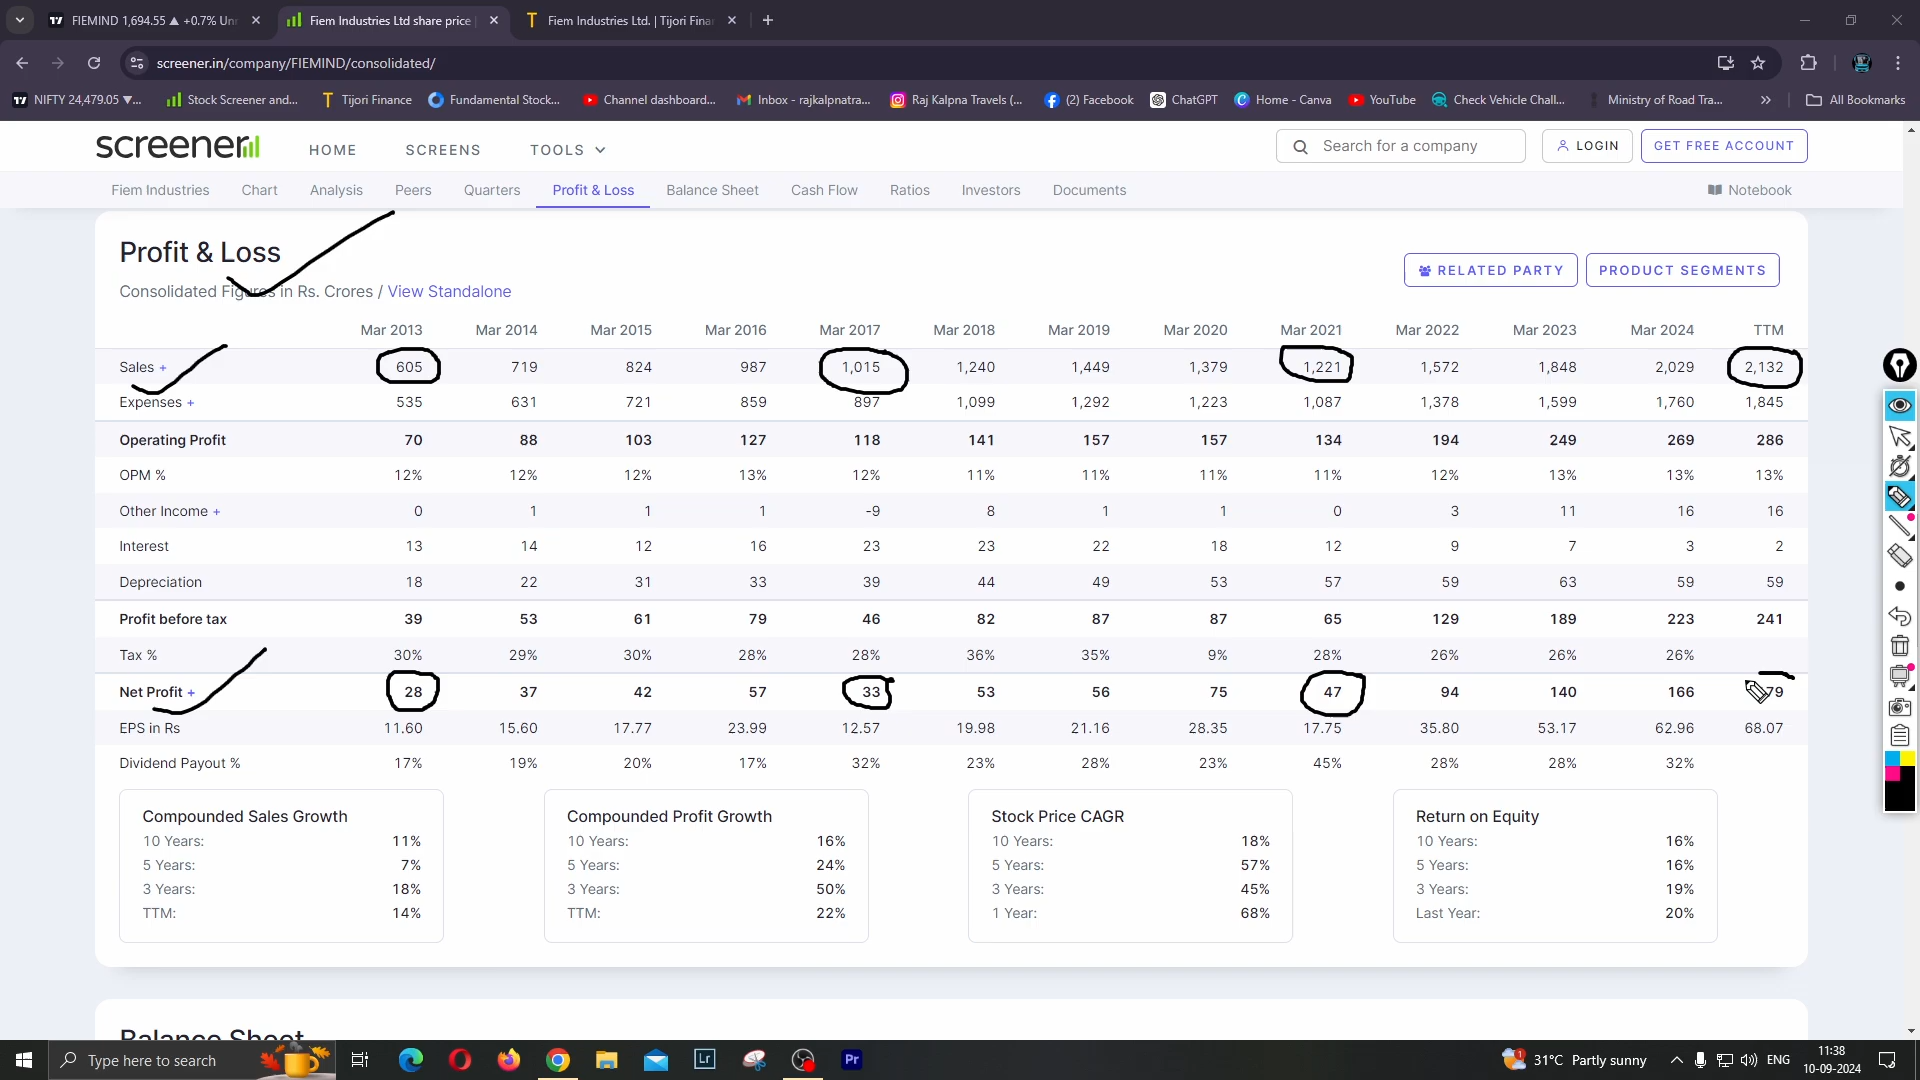 FIEMIND 1,694.55 ▲ +0.7% Unr
Fiem Industries Ltd share price |
Fiem Industries Ltd. | Tijori Finan
screener.in/company/FIEMIND/consolidated/
NIFTY 24,479.05 ▼...
Stock Screener and...
Tijori Finance
Fundamental Stock...
Channel dashboard...
Inbox - rajkalpnatra...
Raj Kalpna Travels (...
(2) Facebook
ChatGPT
Home - Canva
YouTube
Check Vehicle Chall...
Ministry of Road Tra...
All Bookmarks
screener
HOME
SCREENS
TOOLS
Search for a company
LOGIN
GET FREE ACCOUNT
Fiem Industries
Chart
Analysis
Peers
Quarters
Profit & Loss
Balance Sheet
Cash Flow
Ratios
Investors
Documents
Notebook
Profit & Loss
Consolidated Figures in Rs. Crores / View Standalone
RELATED PARTY
PRODUCT SEGMENTS
Mar 2013 Mar 2014 Mar 2015 Mar 2016 Mar 2017 Mar 2018 Mar 2019 Mar 2020 Mar 2021 Mar 2022 Mar 2023 Mar 2024 TTM
Sales + 605 719 824 987 1,015 1,240 1,449 1,379 1,221 1,572 1,848 2,029 2,132
Expenses + 535 631 721 859 897 1,099 1,292 1,223 1,087 1,378 1,599 1,760 1,845
Operating Profit 70 88 103 127 118 141 157 157 134 194 249 269 286
OPM % 12% 12% 12% 13% 12% 11% 11% 11% 11% 12% 13% 13% 13%
Other Income + 0 1 1 1 -9 8 1 1 0 3 11 16 16
Interest 13 14 12 16 23 23 22 18 12 9 7 3 2
Depreciation 18 22 31 33 39 44 49 53 57 59 63 59 59
Profit before tax 39 53 61 79 46 82 87 87 65 129 189 223 241
Tax % 30% 29% 30% 28% 28% 36% 35% 9% 28% 26% 26% 26%
Net Profit + 28 37 42 57 33 53 56 75 47 94 140 166 79
EPS in Rs 11.60 15.60 17.77 23.99 12.57 19.98 21.16 28.35 17.75 35.80 53.17 62.96 68.07
Dividend Payout % 17% 19% 20% 17% 32% 23% 28% 23% 45% 28% 28% 32%
Compounded Sales Growth
10 Years: 11%
5 Years: 7%
3 Years: 18%
TTM: 14%
Compounded Profit Growth
10 Years: 16%
5 Years: 24%
3 Years: 50%
TTM: 22%
Stock Price CAGR
10 Years: 18%
5 Years: 57%
3 Years: 45%
1 Year: 68%
Return on Equity
10 Years: 16%
5 Years: 16%
3 Years: 19%
Last Year: 20%
Balance Sheet
Type here to search
Lr
Pr
31°C Partly sunny
ENG
11:38
10-09-2024